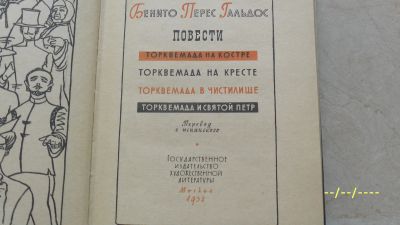 Бенито Перес Гальдос
ПОВЕСТИ
ТОРКВЕМАДА НА КОСТРЕ
ТОРКВЕМАДА НА КРЕСТЕ
ТОРКВЕМАДА В ЧИСТИЛИЩЕ
ТОРКВЕМАДА И СВЯТОЙ ПЕТР
Перевод
с испанского
ГОСУДАРСТВЕННОЕ
ИЗДАТЕЛЬСТВО
ХУДОЖЕСТВЕННОЙ
ЛИТЕРАТУРЫ
Москва
1958
--/--/----